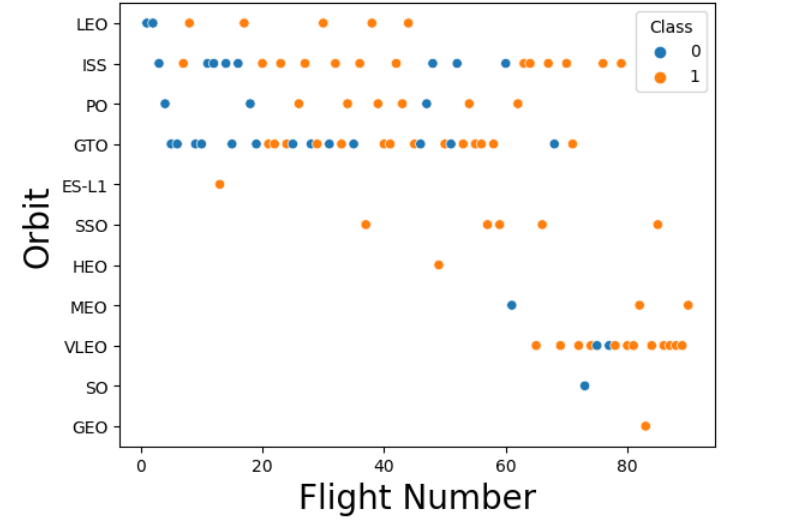 LEO
ISS
PO
GTO
ES-L1
SSO
HEO
MEO
VLEO
SO
GEO
Orbit
Class
0
1
0 20 40 60 80
Flight Number